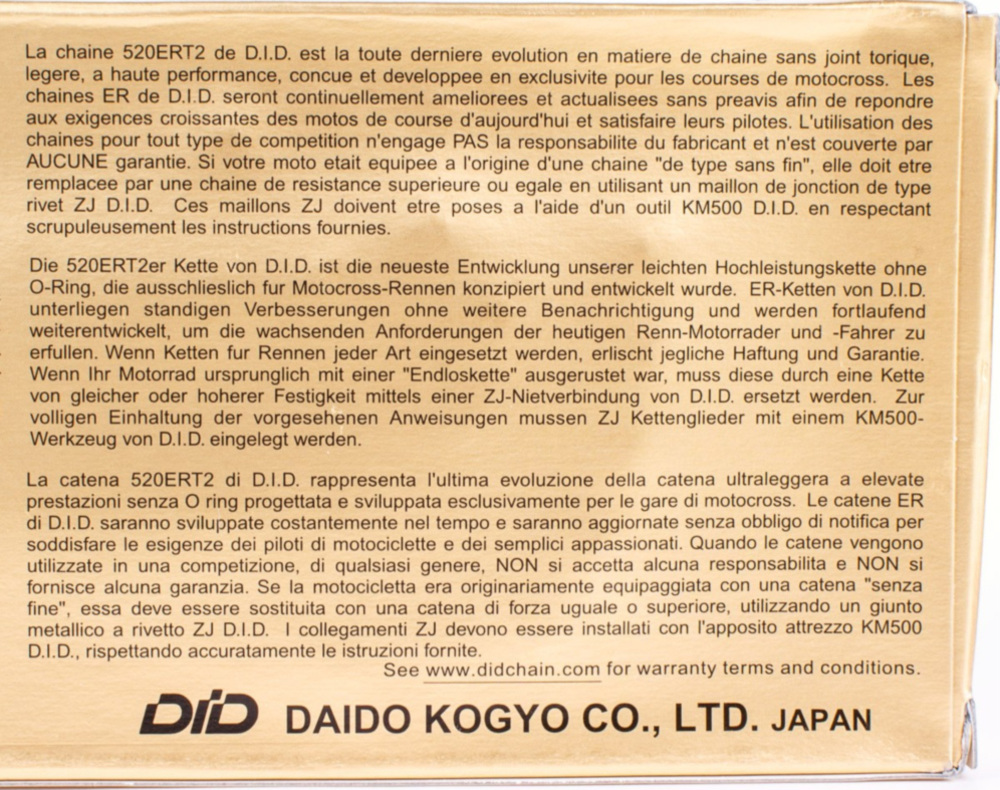 La chaine 520ERT2 de D.I.D. est la toute derniere evolution en matiere de chaine sans joint torique,
legere, a haute performance, concue et developpee en exclusivite pour les courses de motocross. Les
chaines ER de D.I.D. seront continuellement ameliorees et actualisees sans preavis afin de repondre
aux exigences croissantes des motos de course d'aujourd'hui et satisfaire leurs pilotes. L'utilisation des
chaines pour tout type de competition n'engage PAS la responsabilite du fabricant et n'est couverte par
AUCUNE garantie. Si votre moto etait equipee a l'origine d'une chaine "de type sans fin", elle doit etre
remplacee par une chaine de resistance superieure ou egale en utilisant un maillon de jonction de type
rivet ZJ D.I.D. Ces maillons ZJ doivent etre poses a l'aide d'un outil KM500 D.I.D. en respectant
scrupuleusement les instructions fournies.
Die 520ERT2er Kette von D.I.D. ist die neueste Entwicklung unserer leichten Hochleistungskette ohne
O-Ring, die ausschlieslich fur Motocross-Rennen konzipiert und entwickelt wurde. ER-Ketten von D.I.D.
unterliegen standigen Verbesserungen ohne weitere Benachrichtigung und werden fortlaufend
weiterentwickelt, um die wachsenden Anforderungen der heutigen Renn-Motorrader und -Fahrer zu
erfullen. Wenn Ketten fur Rennen jeder Art eingesetzt werden, erlischt jegliche Haftung und Garantie.
Wenn Ihr Motorrad ursprunglich mit einer "Endloskette" ausgerustet war, muss diese durch eine Kette
von gleicher oder hoherer Festigkeit mittels einer ZJ-Nietverbindung von D.I.D. ersetzt werden. Zur
volligen Einhaltung der vorgesehenen Anweisungen mussen ZJ Kettenglieder mit einem KM500-
Werkzeug von D.I.D. eingelegt werden.
La catena 520ERT2 di D.I.D. rappresenta l'ultima evoluzione della catena ultraleggera a elevate
prestazioni senza O ring progettata e sviluppata esclusivamente per le gare di motocross. Le catene ER
di D.I.D. saranno sviluppate costantemente nel tempo e saranno aggiornate senza obbligo di notifica per
soddisfare le esigenze dei piloti di motociclette e dei semplici appassionati. Quando le catene vengono
utilizzate in una competizione, di qualsiasi genere, NON si accetta alcuna responsabilita e NON si
fornisce alcuna garanzia. Se la motocicletta era originariamente equipaggiata con una catena "senza
fine", essa deve essere sostituita con una catena di forza uguale o superiore, utilizzando un giunto
metallico a rivetto ZJ D.I.D. I collegamenti ZJ devono essere installati con l'apposito attrezzo KM500
D.I.D., rispettando accuratamente le istruzioni fornite.
See www.didchain.com for warranty terms and conditions.
DID DAIDO KOGYO CO., LTD. JAPAN